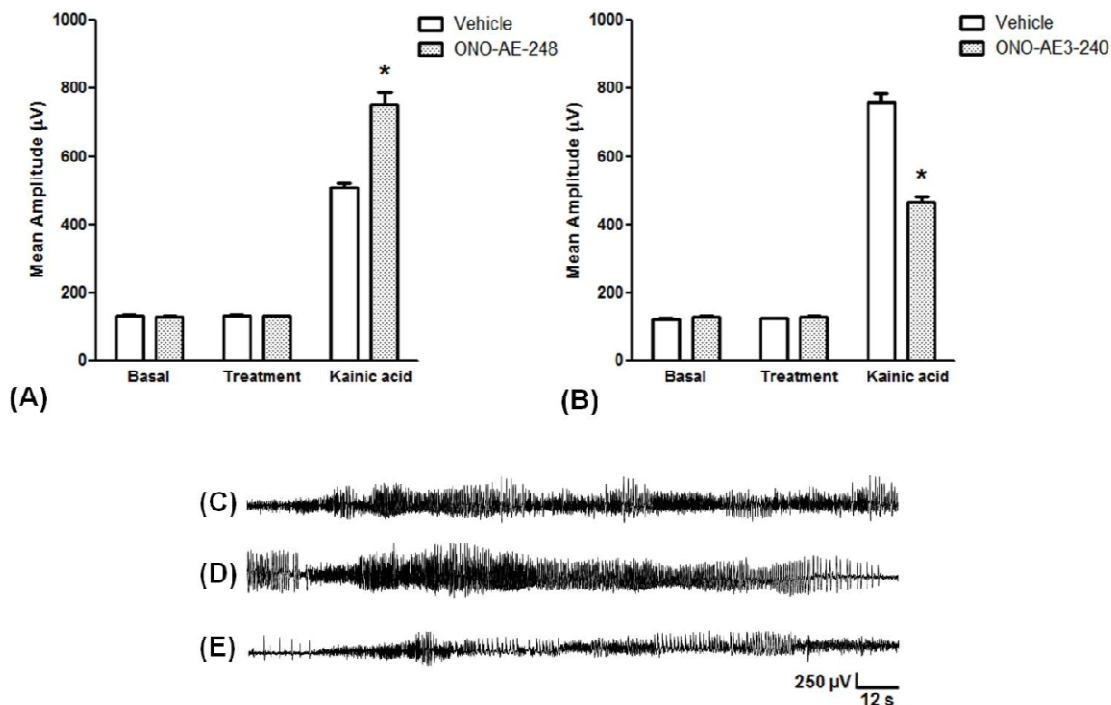 1000
800
600
400
200
0
Mean Amplitude (µV)
Vehicle
ONO-AE-248
*
Basal Treatment Kainic acid
(A)
1000
800
600
400
200
0
Mean Amplitude (µV)
Vehicle
ONO-AE3-240
*
Basal Treatment Kainic acid
(B)
(C)
(D)
(E)
250 µV
12 s